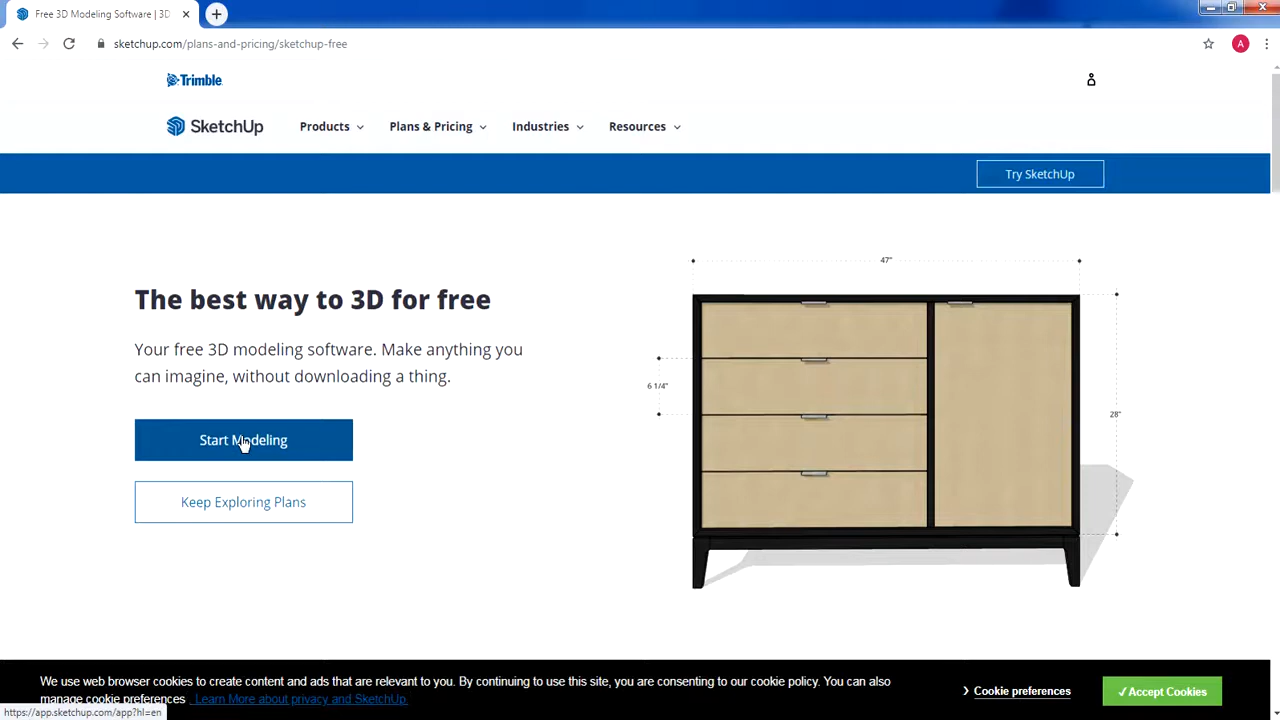 Free 3D Modeling Software | 3D
sketchup.com/plans-and-pricing/sketchup-free
A
Trimble
SketchUp Products Plans & Pricing Industries Resources
Try SketchUp
47"
The best way to 3D for free
Your free 3D modeling software. Make anything you
can imagine, without downloading a thing.
6 1/4"
28"
Start Modeling
Keep Exploring Plans
We use web browser cookies to create content and ads that are relevant to you. By continuing to use this site, you are consenting to our cookie policy. You can also
manage cookie preferences . Learn More about privacy and SketchUp.
Cookie preferences
✓Accept Cookies
https://app.sketchup.com/app?hl=en